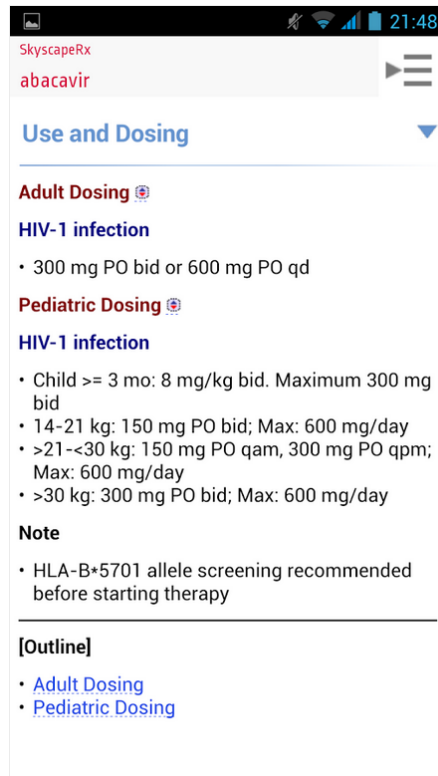 21:48
SkyscapeRx
abacavir
Use and Dosing
Adult Dosing
HIV-1 infection
• 300 mg PO bid or 600 mg PO qd
Pediatric Dosing
HIV-1 infection
• Child >= 3 mo: 8 mg/kg bid. Maximum 300 mg
bid
• 14-21 kg: 150 mg PO bid; Max: 600 mg/day
• >21-<30 kg: 150 mg PO qam, 300 mg PO qpm;
Max: 600 mg/day
• >30 kg: 300 mg PO bid; Max: 600 mg/day
Note
• HLA-B*5701 allele screening recommended
before starting therapy
[Outline]
• Adult Dosing
• Pediatric Dosing